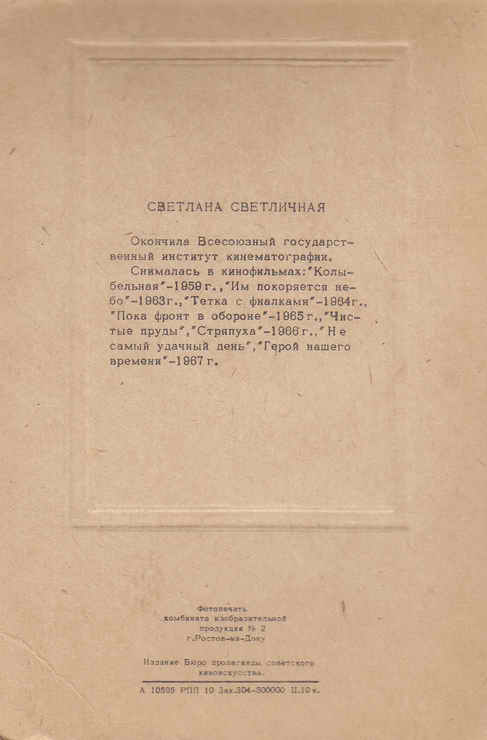 СВЕТЛАНА СВЕТЛИЧНАЯ
Окончила Всесоюзный государст-
венный институт кинематографии.
Снималась в кинофильмах:"Колы-
бельная"-1959 г.,"Им покоряется не-
бо"-1963г.,"Тетка с фиалками"-1964г.,
"Пока фронт в обороне"-1965г.,"Чис-
тые пруды","Стряпуха"-1966 г.,"Не
самый удачный день","Герой нашего
времени"-1967 г.
Фотопечать
комбината изобразительной
продукции № 2
г.Ростов-на-Дону
Издание Бюро пропаганды советского
киноискусства.
А 10595 РПП 10 Зак.304-300000 Ц.10 к.